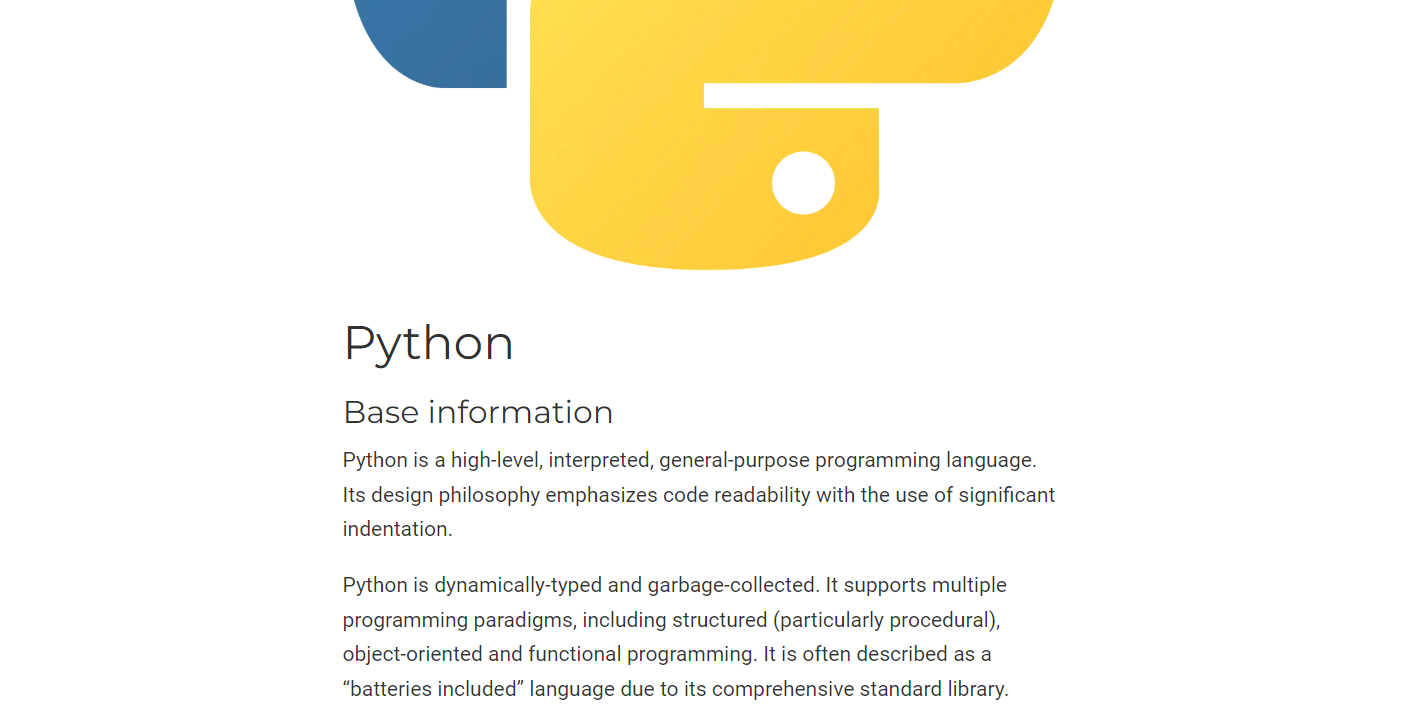 Python
Base information
Python is a high-level, interpreted, general-purpose programming language.
Its design philosophy emphasizes code readability with the use of significant
indentation.
Python is dynamically-typed and garbage-collected. It supports multiple
programming paradigms, including structured (particularly procedural),
object-oriented and functional programming. It is often described as a
“batteries included” language due to its comprehensive standard library.